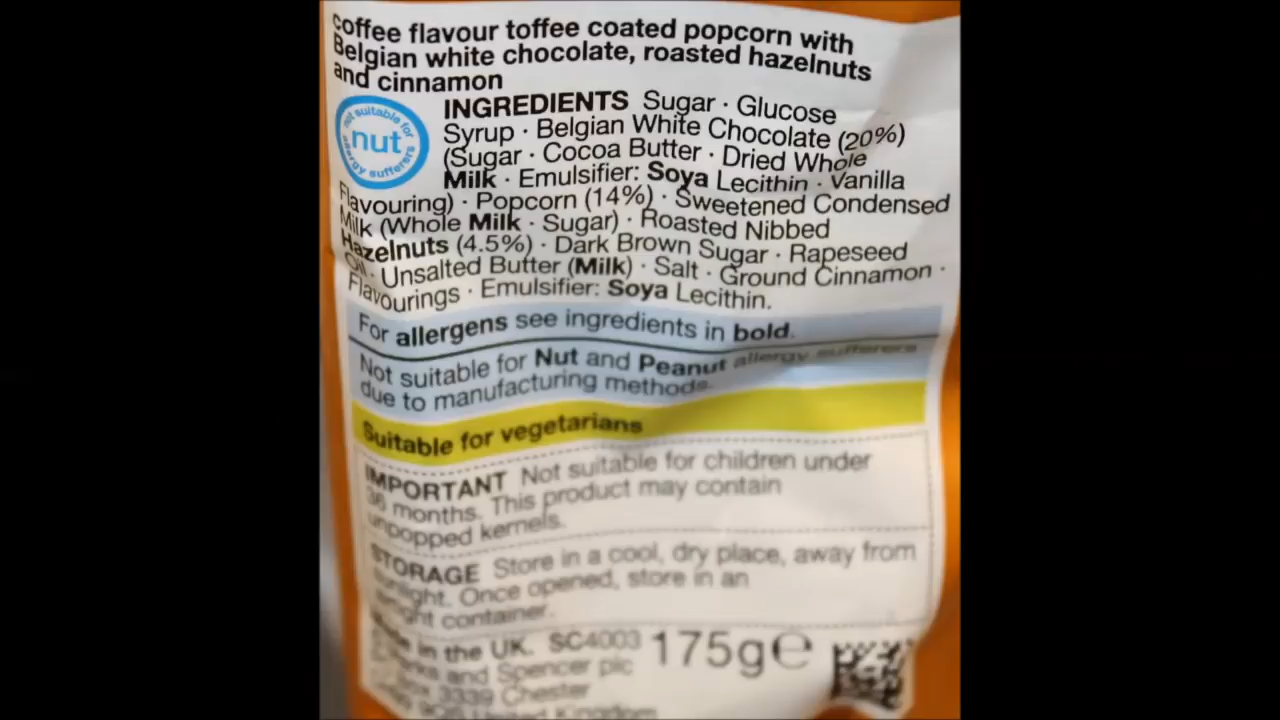 coffee flavour toffee coated popcorn with
Belgian white chocolate, roasted hazelnuts
and cinnamon
not suitable for
nut
allergy sufferers
INGREDIENTS Sugar · Glucose
Syrup · Belgian White Chocolate (20%)
(Sugar · Cocoa Butter · Dried Whole
Milk · Emulsifier: Soya Lecithin · Vanilla
Flavouring) · Popcorn (14%) · Sweetened Condensed
Milk (Whole Milk · Sugar) · Roasted Nibbed
Hazelnuts (4.5%) · Dark Brown Sugar · Rapeseed
Oil · Unsalted Butter (Milk) · Salt · Ground Cinnamon ·
Flavourings · Emulsifier: Soya Lecithin.
For allergens see ingredients in bold.
Not suitable for Nut and Peanut allergy sufferers
due to manufacturing methods.
Suitable for vegetarians
IMPORTANT Not suitable for children under
36 months. This product may contain
unpopped kernels.
STORAGE Store in a cool, dry place, away from
sunlight. Once opened, store in an
airtight container.
Made in the UK. SC4003 175g℮
Marks and Spencer plc
3339 Chester
United Kingdom